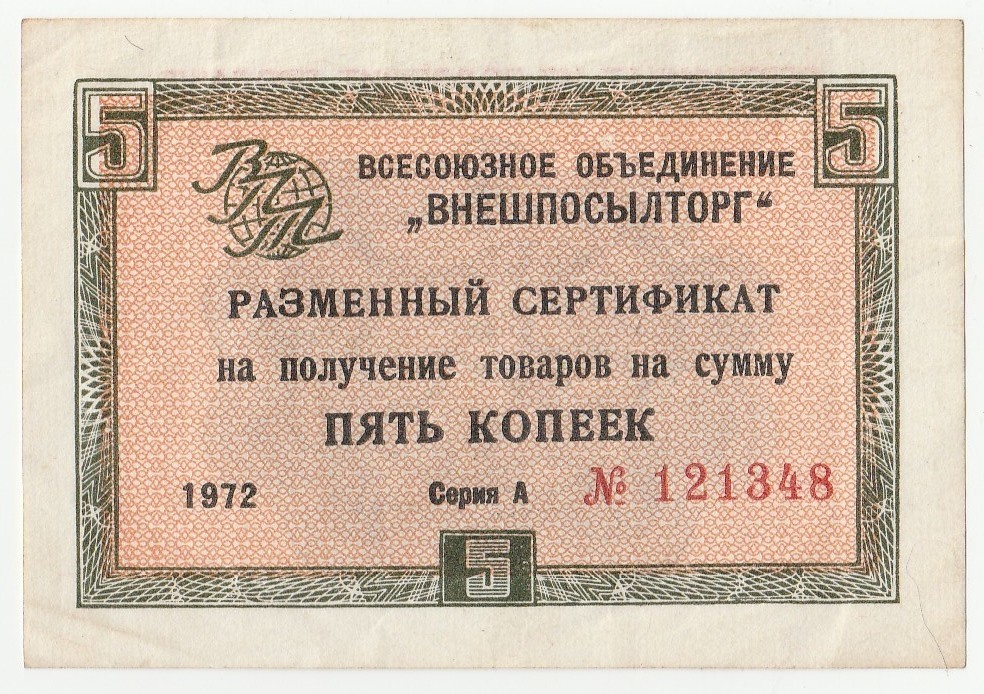 5 5
ВПТ
ВСЕСОЮЗНОЕ ОБЪЕДИНЕНИЕ
„ВНЕШПОСЫЛТОРГ“
РАЗМЕННЫЙ СЕРТИФИКАТ
на получение товаров на сумму
ПЯТЬ КОПЕЕК
1972 Серия А № 121348
5